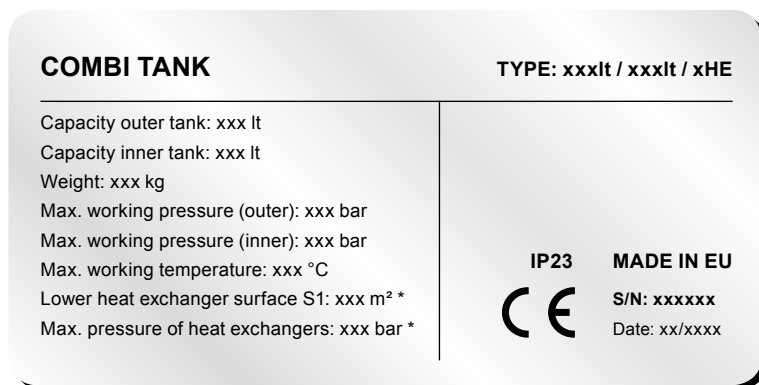 COMBI TANK
TYPE: xxxlt / xxxlt / xHE
Capacity outer tank: xxx lt
Capacity inner tank: xxx lt
Weight: xxx kg
Max. working pressure (outer): xxx bar
Max. working pressure (inner): xxx bar
Max. working temperature: xxx °C
Lower heat exchanger surface S1: xxx m² *
Max. pressure of heat exchangers: xxx bar *
IP23
MADE IN EU
CE
S/N: xxxxxx
Date: xx/xxxx